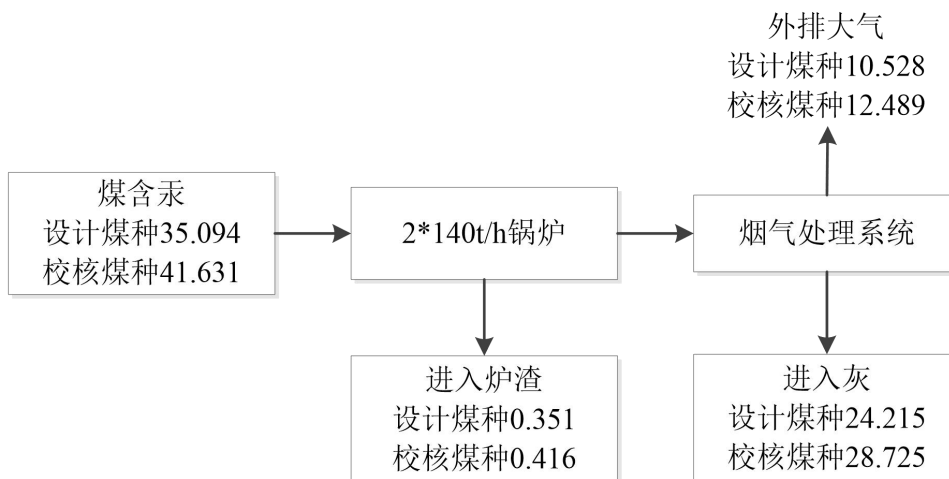 外排大气
设计煤种10.528
校核煤种12.489
煤含汞
设计煤种35.094
校核煤种41.631
2*140t/h锅炉
烟气处理系统
进入炉渣
设计煤种0.351
校核煤种0.416
进入灰
设计煤种24.215
校核煤种28.725